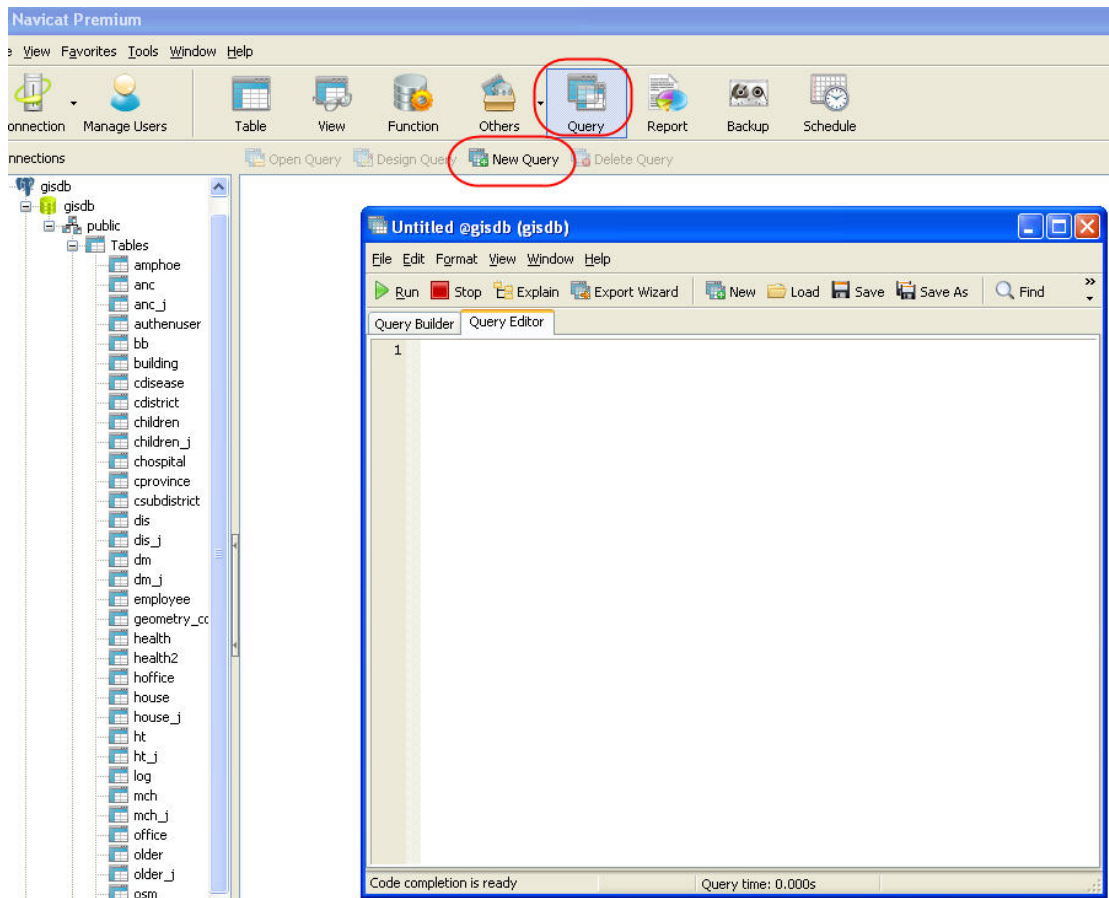 Navicat Premium
e View Favorites Tools Window Help
onnection Manage Users Table View Function Others Query Report Backup Schedule
nnections
Open Query Design Query New Query Delete Query
gisdb
gisdb
public
Tables
amphoe
anc
anc_j
authenuser
bb
building
cdisease
cdistrict
children
children_j
chospital
cprovince
csubdistrict
dis
dis_j
dm
dm_j
employee
geometry_cc
health
health2
hoffice
house
house_j
ht
ht_j
log
mch
mch_j
office
older
older_j
osm
Untitled @gisdb (gisdb)
File Edit Format View Window Help
Run Stop Explain Export Wizard New Load Save Save As Find »
Query Builder Query Editor
1
Code completion is ready Query time: 0.000s